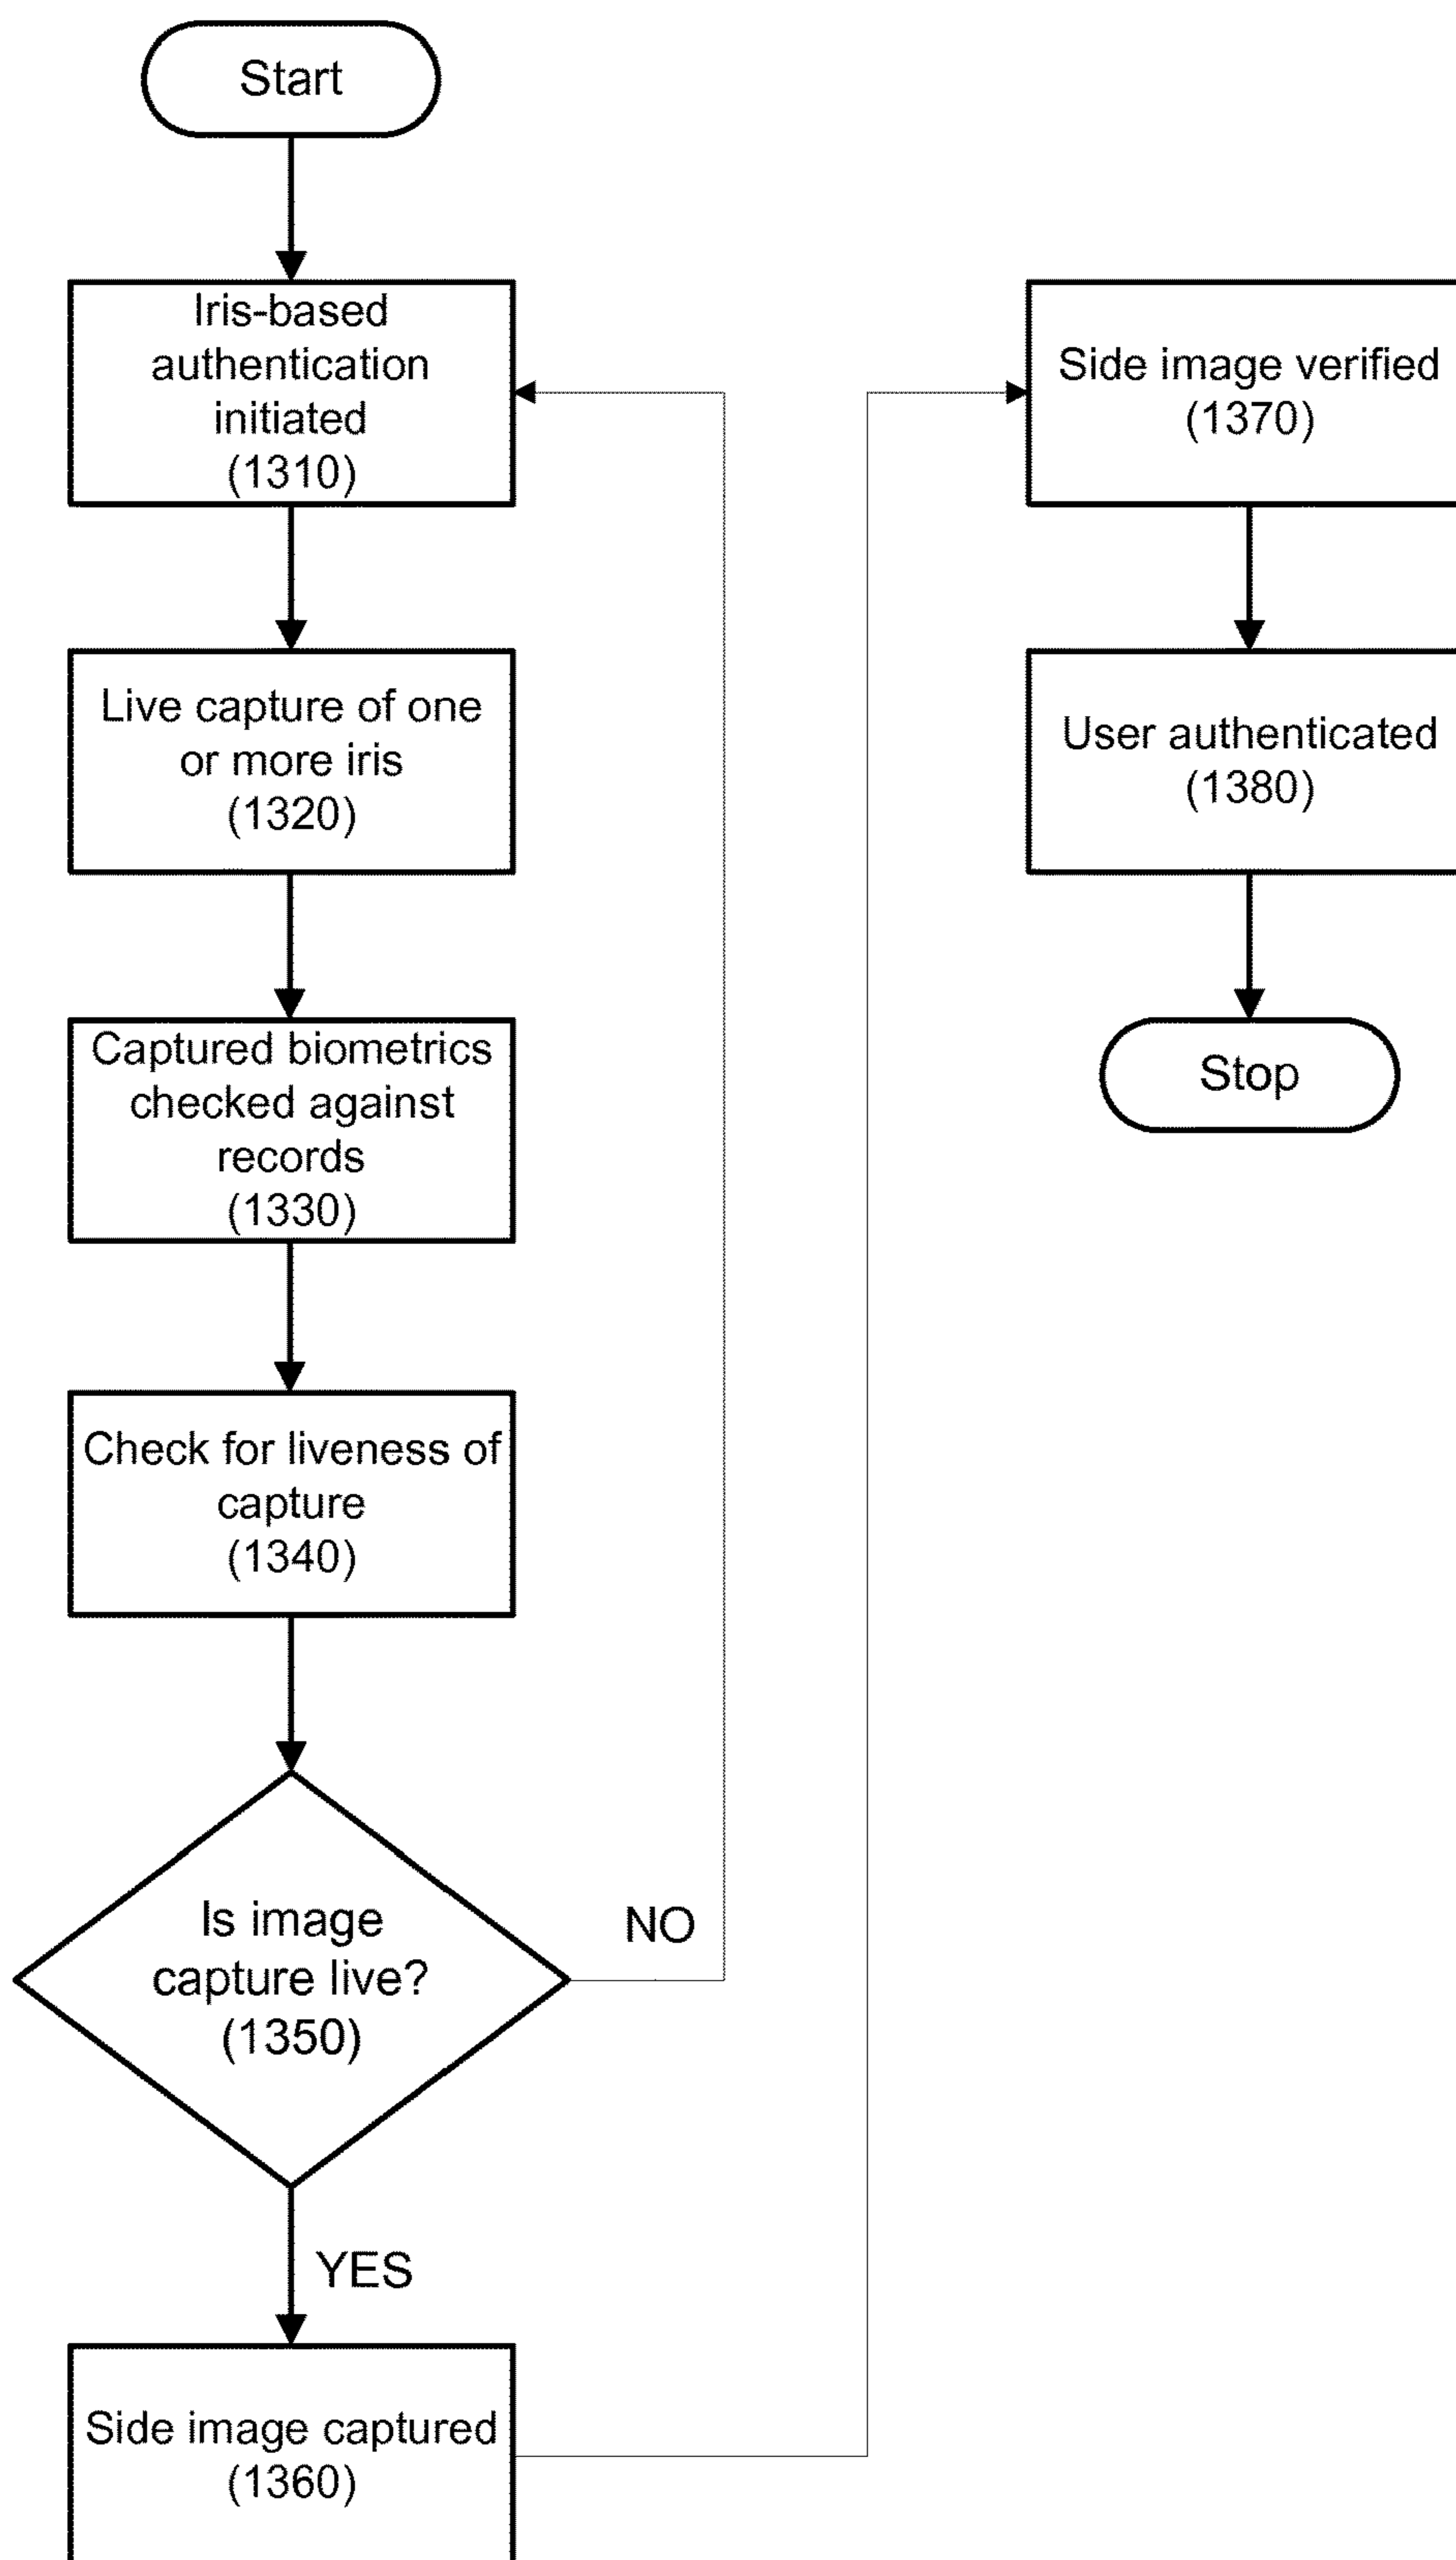 Start
Iris-based
authentication
initiated
(1310)
Live capture of one
or more iris
(1320)
Captured biometrics
checked against
records
(1330)
Check for liveness of
capture
(1340)
Is image
capture live?
(1350)
NO
YES
Side image captured
(1360)
Side image verified
(1370)
User authenticated
(1380)
Stop